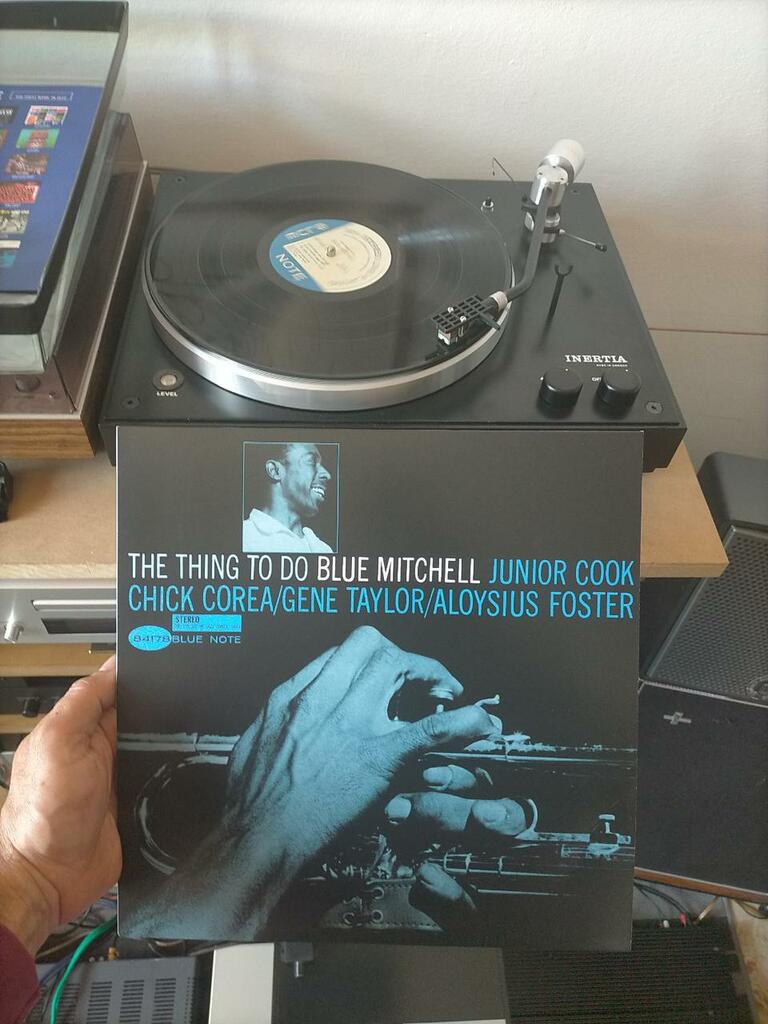 NOTE
INERTIA
LEVEL
THE THING TO DO BLUE MITCHELL JUNIOR COOK
CHICK COREA/GENE TAYLOR/ALOYSIUS FOSTER
STEREO
84178 BLUE NOTE